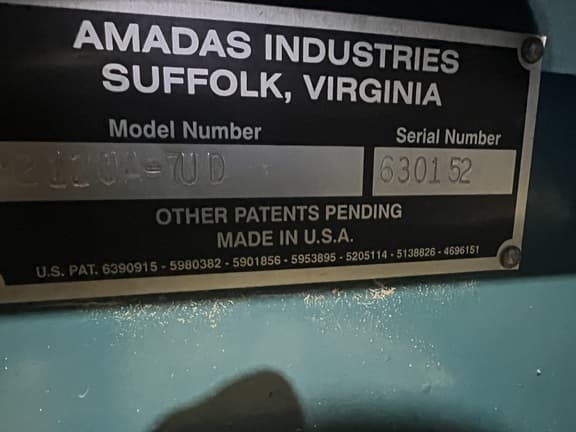 AMADAS INDUSTRIES
SUFFOLK, VIRGINIA
Model Number Serial Number
630152
OTHER PATENTS PENDING
MADE IN U.S.A.
U.S. PAT. 6390915 - 5980382 - 5901856 - 5953895 - 5205114 - 5138826 - 4696151